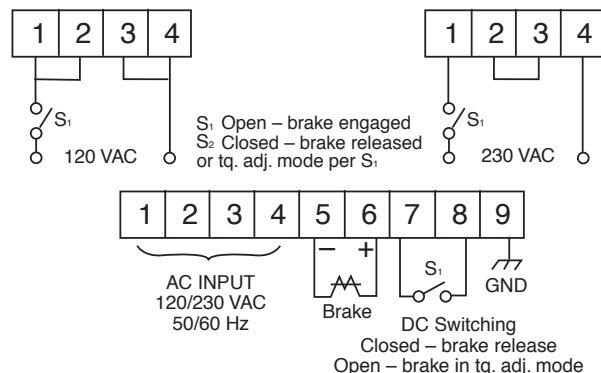 1 2 3 4
1 2 3 4
S₁
120 VAC
S₁ Open – brake engaged
S₂ Closed – brake released
or tq. adj. mode per S₁
S₁
230 VAC
1 2 3 4 5 6 7 8 9
AC INPUT
120/230 VAC
50/60 Hz
– +
Brake
S₁
GND
DC Switching
Closed – brake release
Open – brake in tq. adj. mode